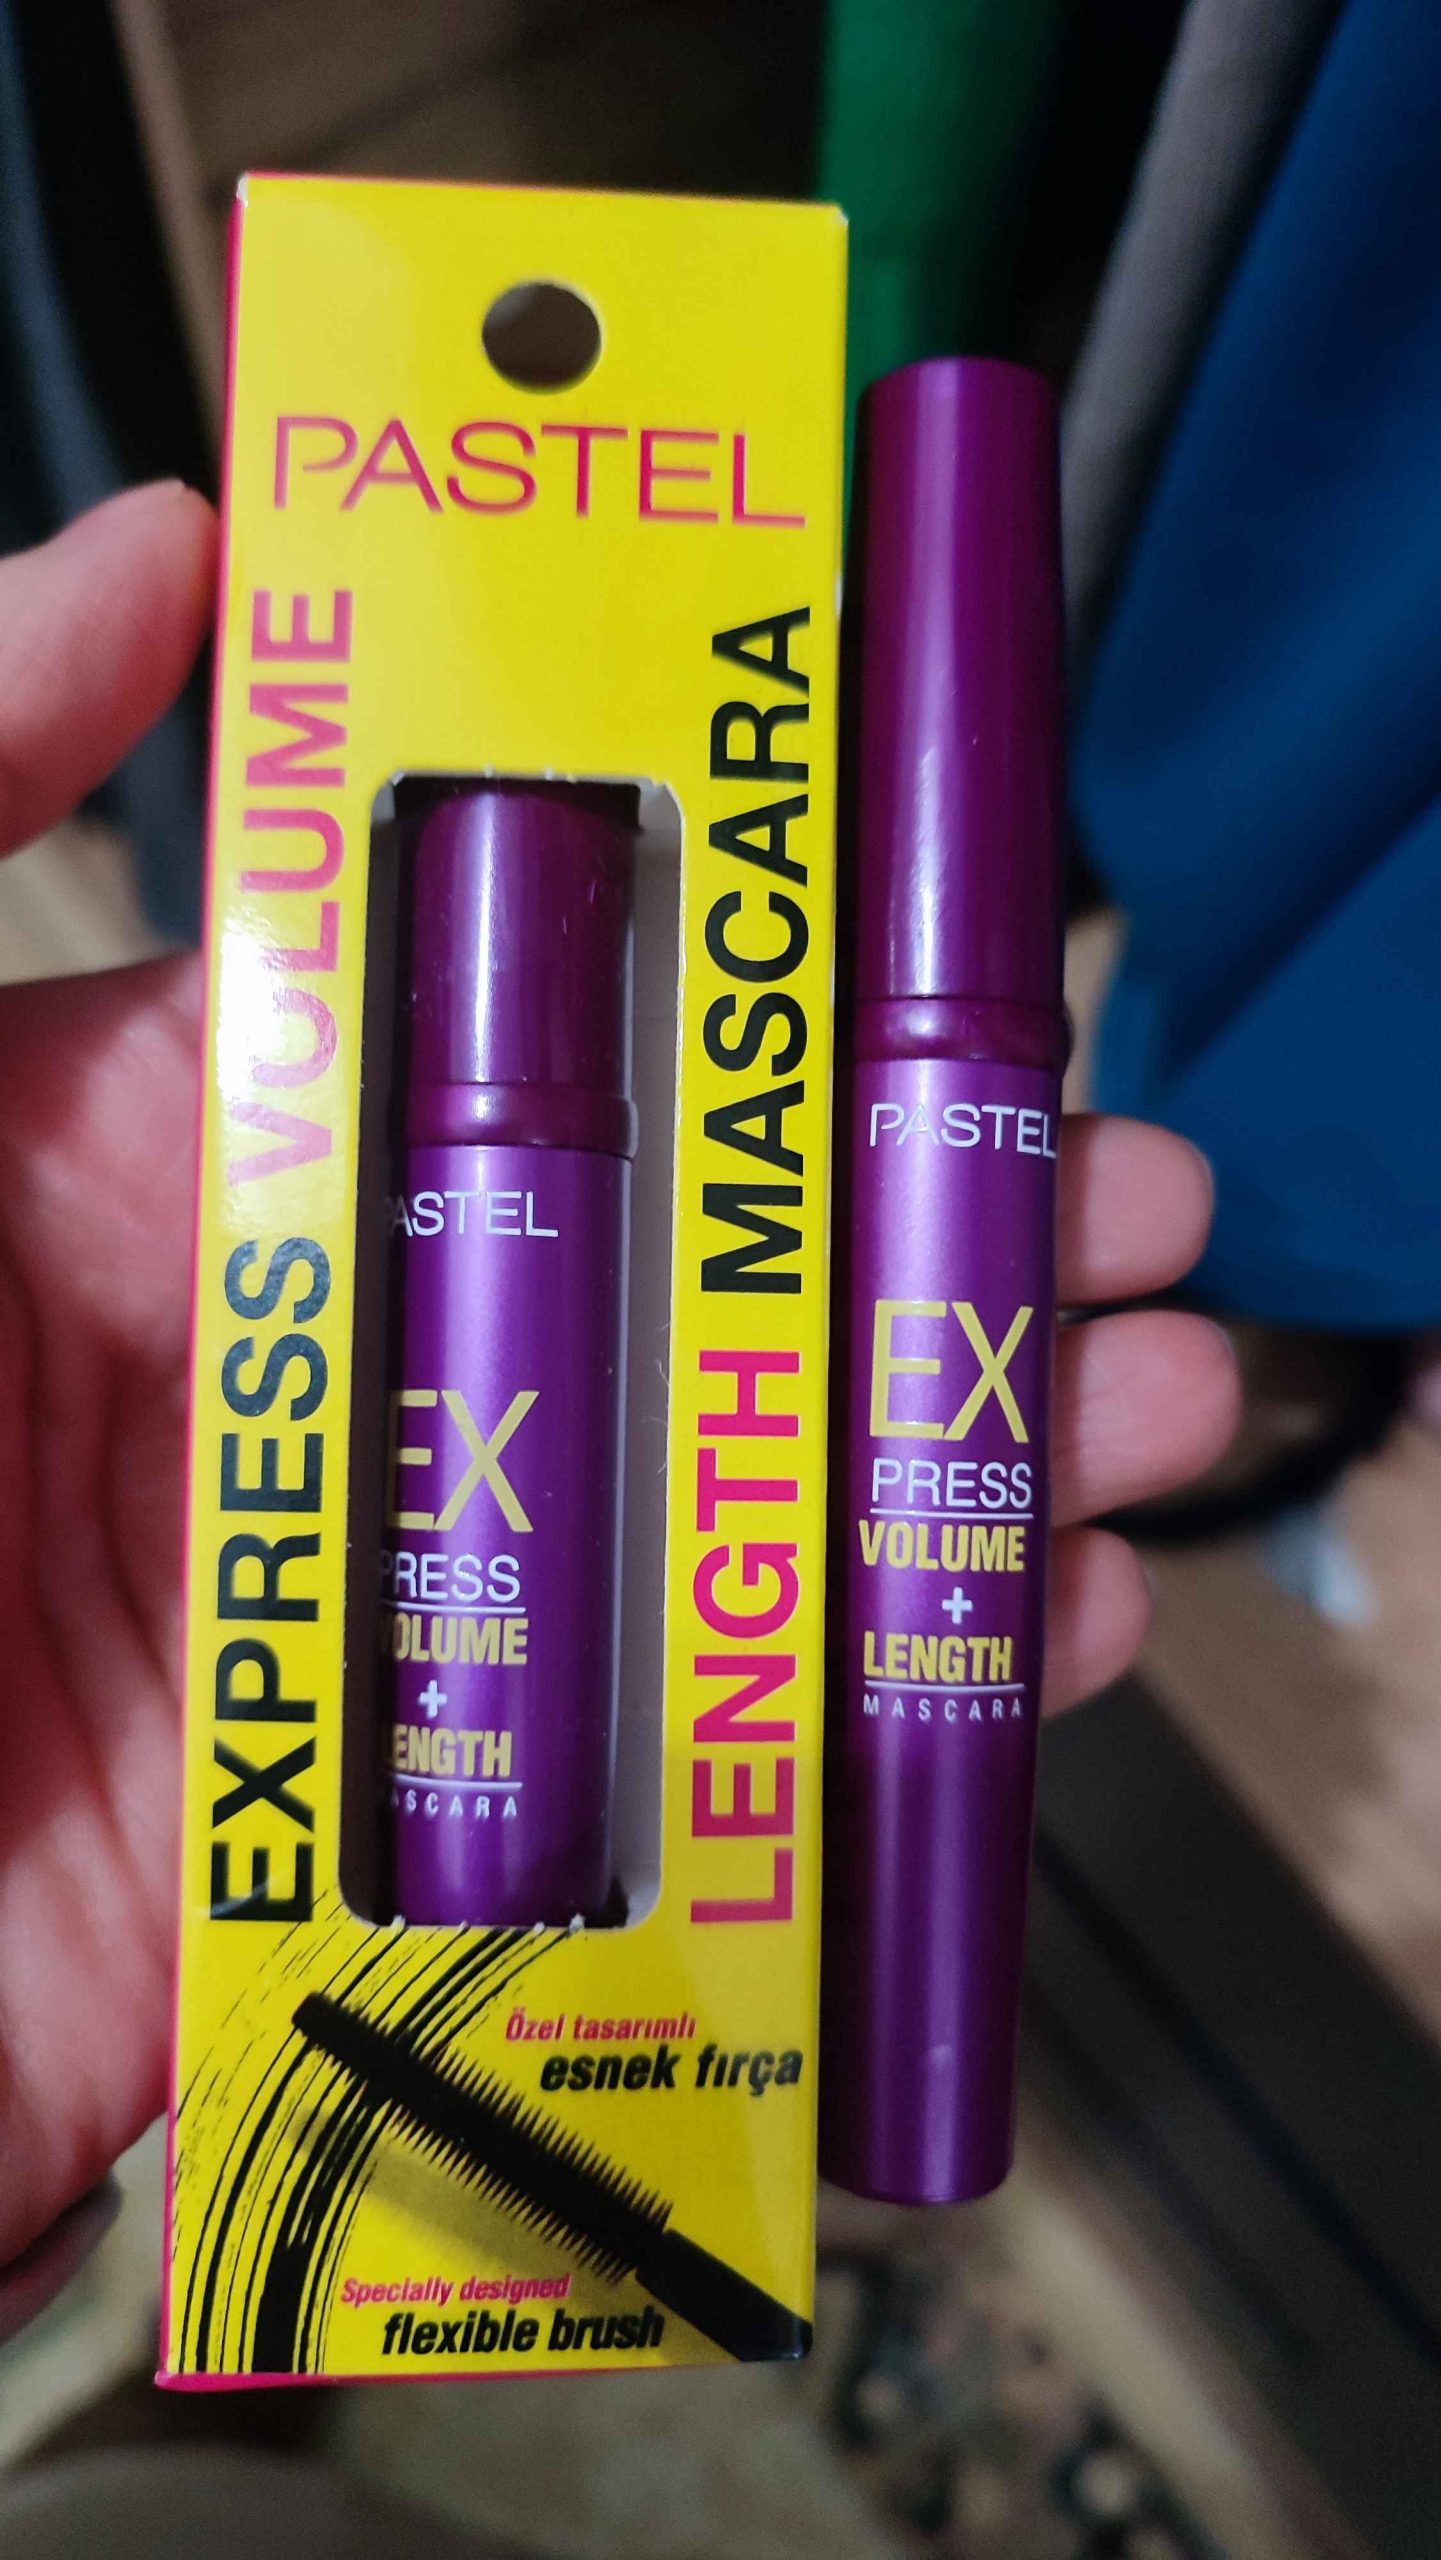 PASTEL
EXPRESS VOLUME
LENGTH MASCARA
PASTEL
EX
PRESS
VOLUME
+
LENGTH
MASCARA
Özel tasarımlı
esnek fırça
Specially designed
flexible brush
PASTEL
EX
PRESS
VOLUME
+
LENGTH
MASCARA